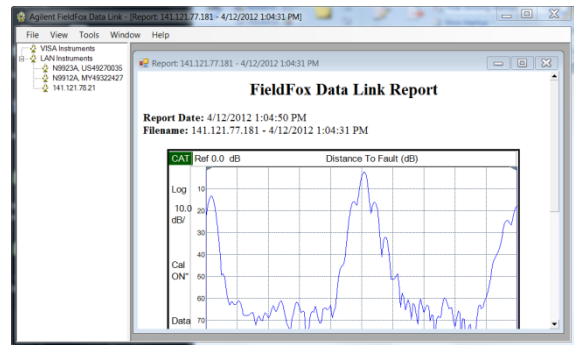 Agilent FieldFox Data Link - [Report: 141.121.77.181 - 4/12/2012 1:04:31 PM]
File View Tools Window Help
VISA Instruments
LAN Instruments
N9923A, US49270035
N9912A, MY49322427
141.121.78.21
Report: 141.121.77.181 - 4/12/2012 1:04:31 PM
FieldFox Data Link Report
Report Date: 4/12/2012 1:04:50 PM
Filename: 141.121.77.181 - 4/12/2012 1:04:31 PM
CAT Ref 0.0 dB Distance To Fault (dB)
Log 10
10.0 20
dB/
30
Cal 40
ON"
50
60
Data 70